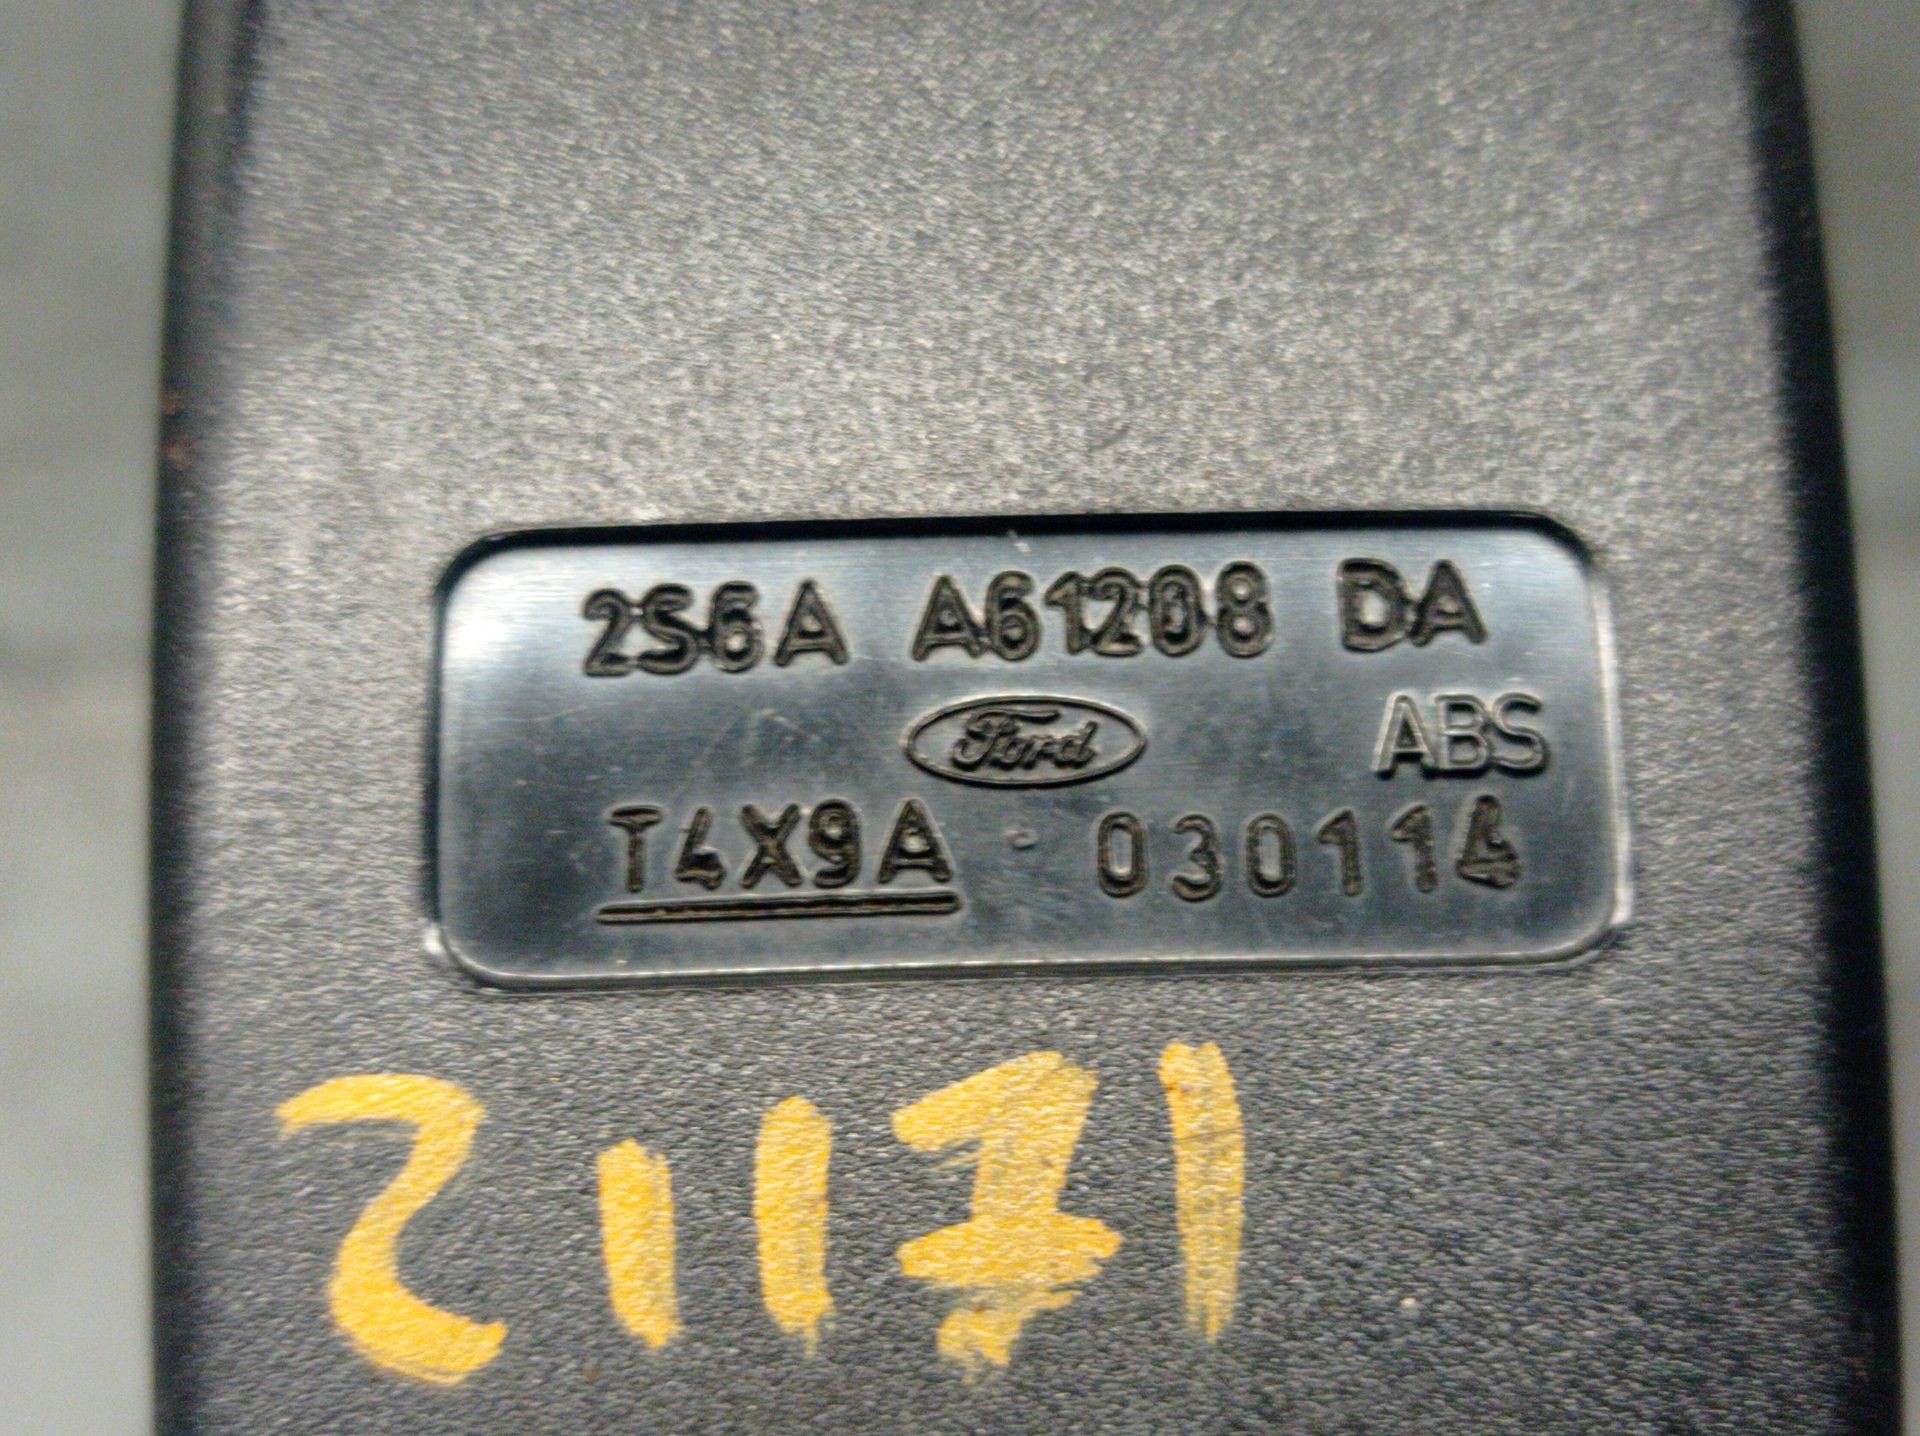 2S6A A61208 DA
Ford
ABS
T4X9A - 030114
21171